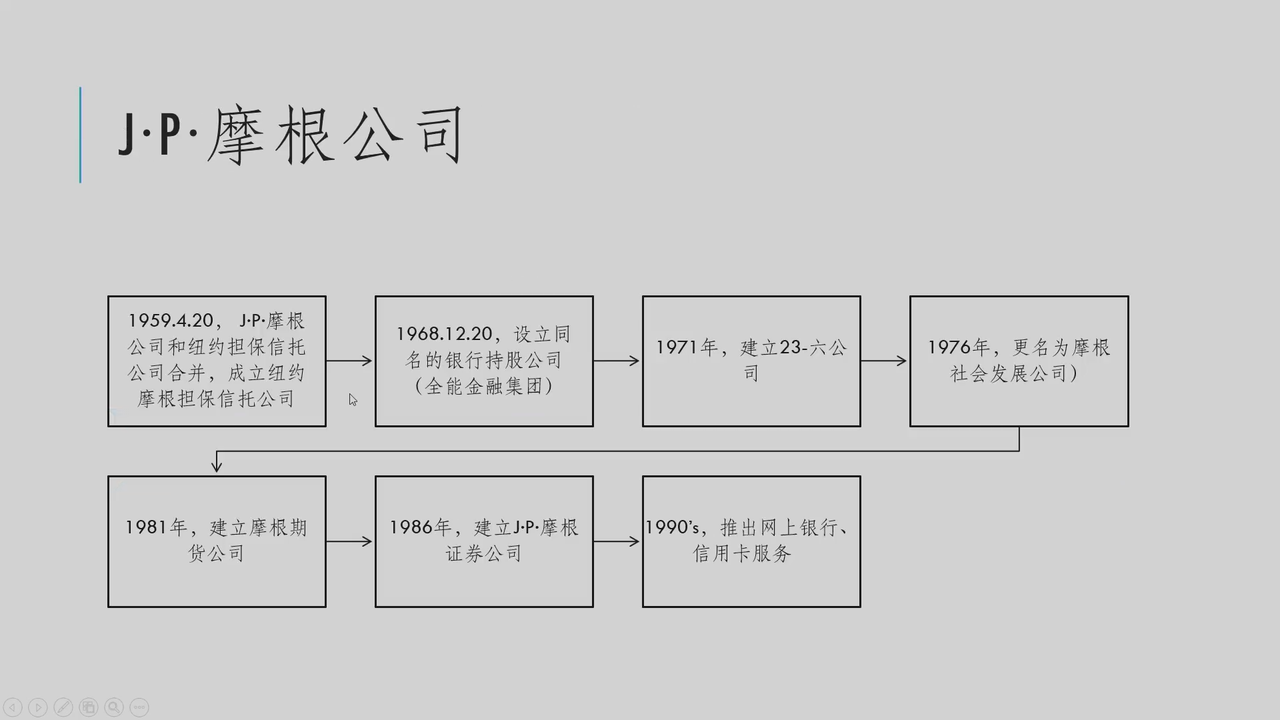 J·P·摩根公司
1959.4.20， J·P·摩根
公司和纽约担保信托
公司合并，成立纽约
摩根担保信托公司
1968.12.20，设立同
名的银行持股公司
（全能金融集团）
1971年，建立23-六公
司
1976年，更名为摩根
社会发展公司）
1981年，建立摩根期
货公司
1986年，建立J·P·摩根
证券公司
1990’s，推出网上银行、
信用卡服务